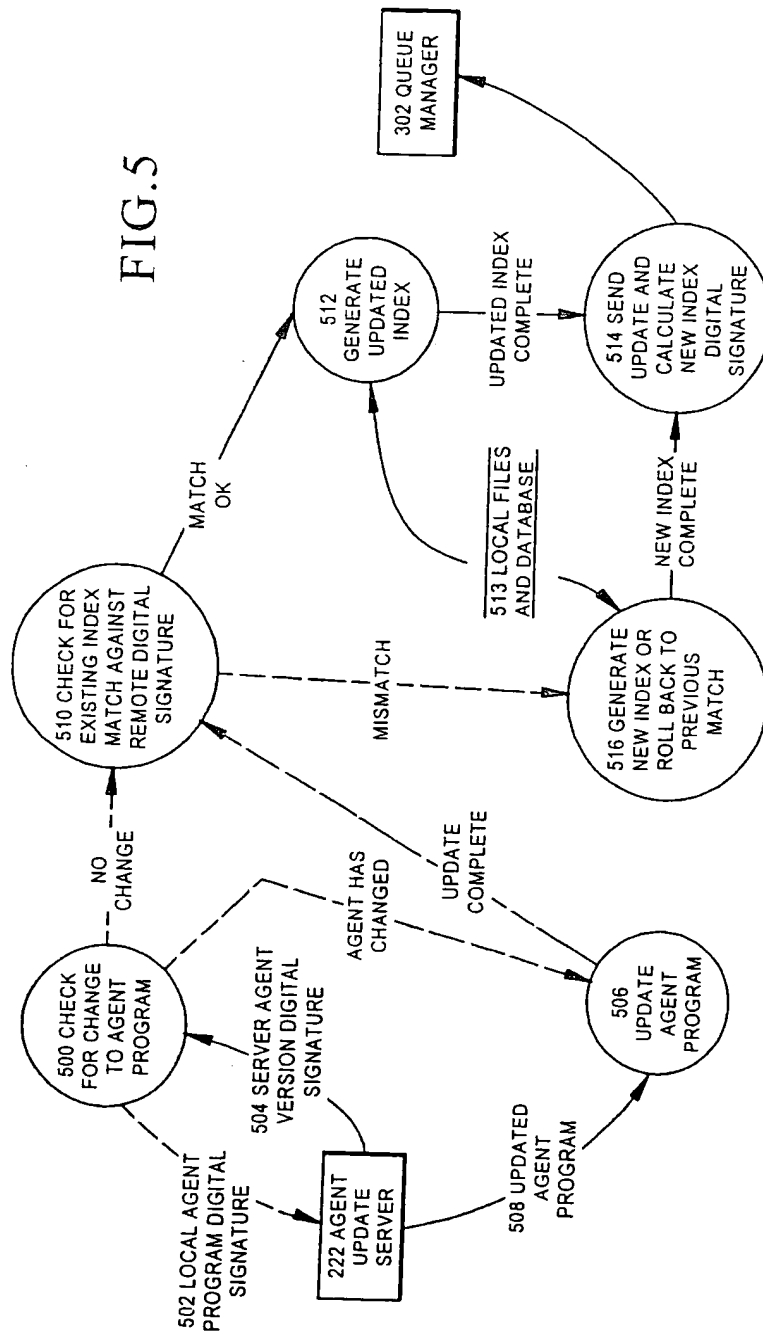 FIG.5
500 CHECK
FOR CHANGE
TO AGENT
PROGRAM
NO
CHANGE
502 LOCAL AGENT
PROGRAM DIGITAL
SIGNATURE
504 SERVER AGENT
VERSION DIGITAL
SIGNATURE
222 AGENT
UPDATE
SERVER
AGENT HAS
CHANGED
508 UPDATED
AGENT
PROGRAM
506
UPDATE
AGENT
PROGRAM
UPDATE
COMPLETE
510 CHECK FOR
EXISTING INDEX
MATCH AGAINST
REMOTE DIGITAL
SIGNATURE
MATCH
OK
MISMATCH
512
GENERATE
UPDATED
INDEX
513 LOCAL FILES
AND DATABASE
516 GENERATE
NEW INDEX OR
ROLL BACK TO
PREVIOUS
MATCH
UPDATED INDEX
COMPLETE
NEW INDEX
COMPLETE
514 SEND
UPDATE AND
CALCULATE
NEW INDEX
DIGITAL
SIGNATURE
302 QUEUE
MANAGER